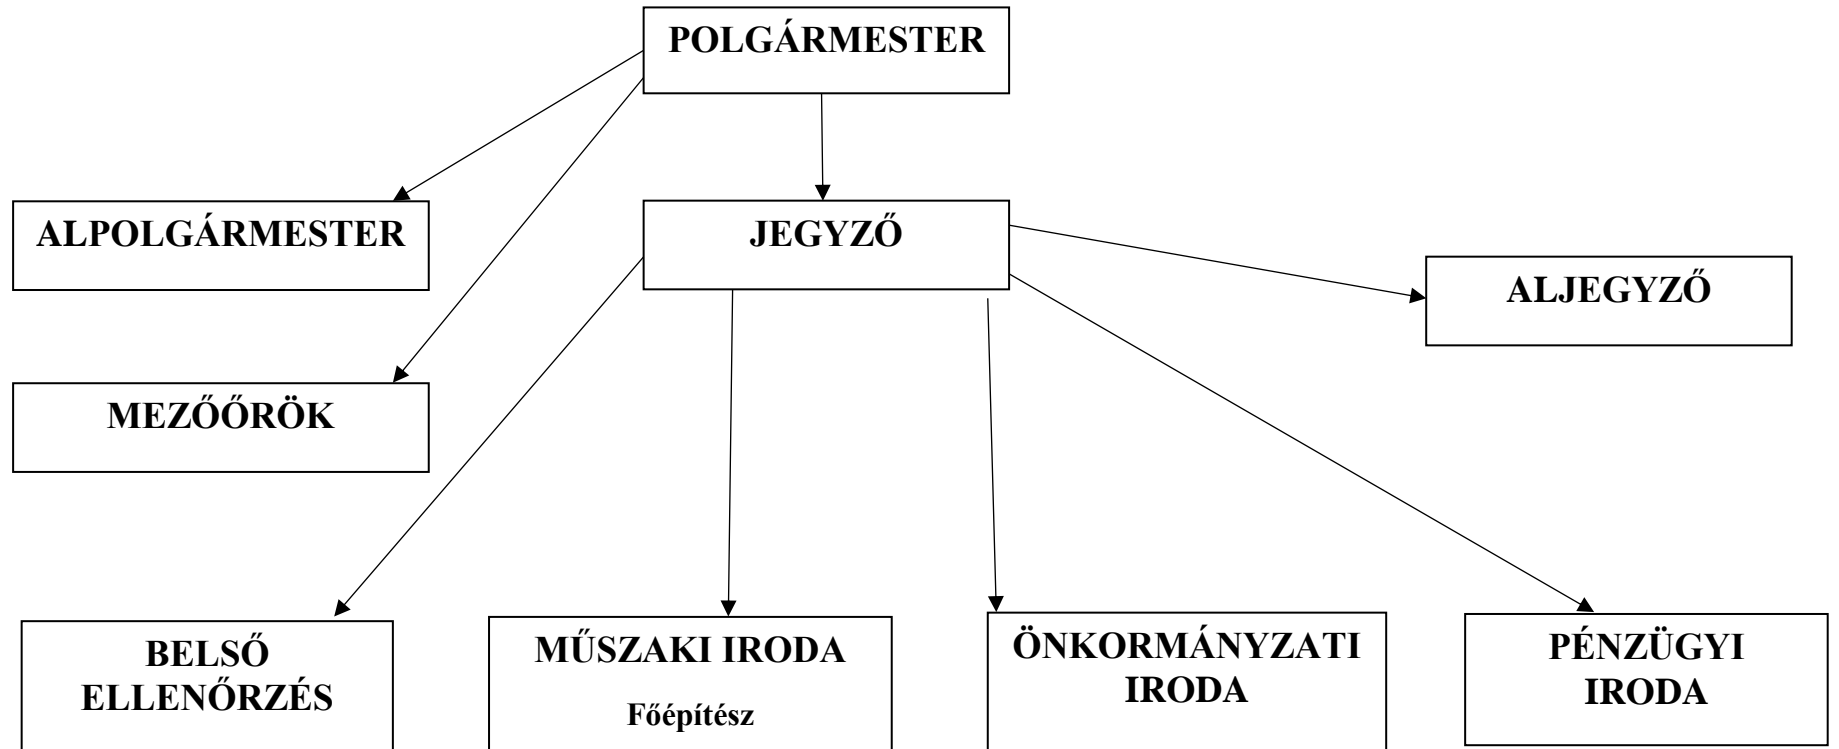 POLGÁRMESTER
ALPOLGÁRMESTER
JEGYZŐ
ALJEGYZŐ
MEZŐŐRÖK
BELSŐ
ELLENŐRZÉS
MŰSZAKI IRODA
Főépítész
ÖNKORMÁNYZATI
IRODA
PÉNZÜGYI
IRODA